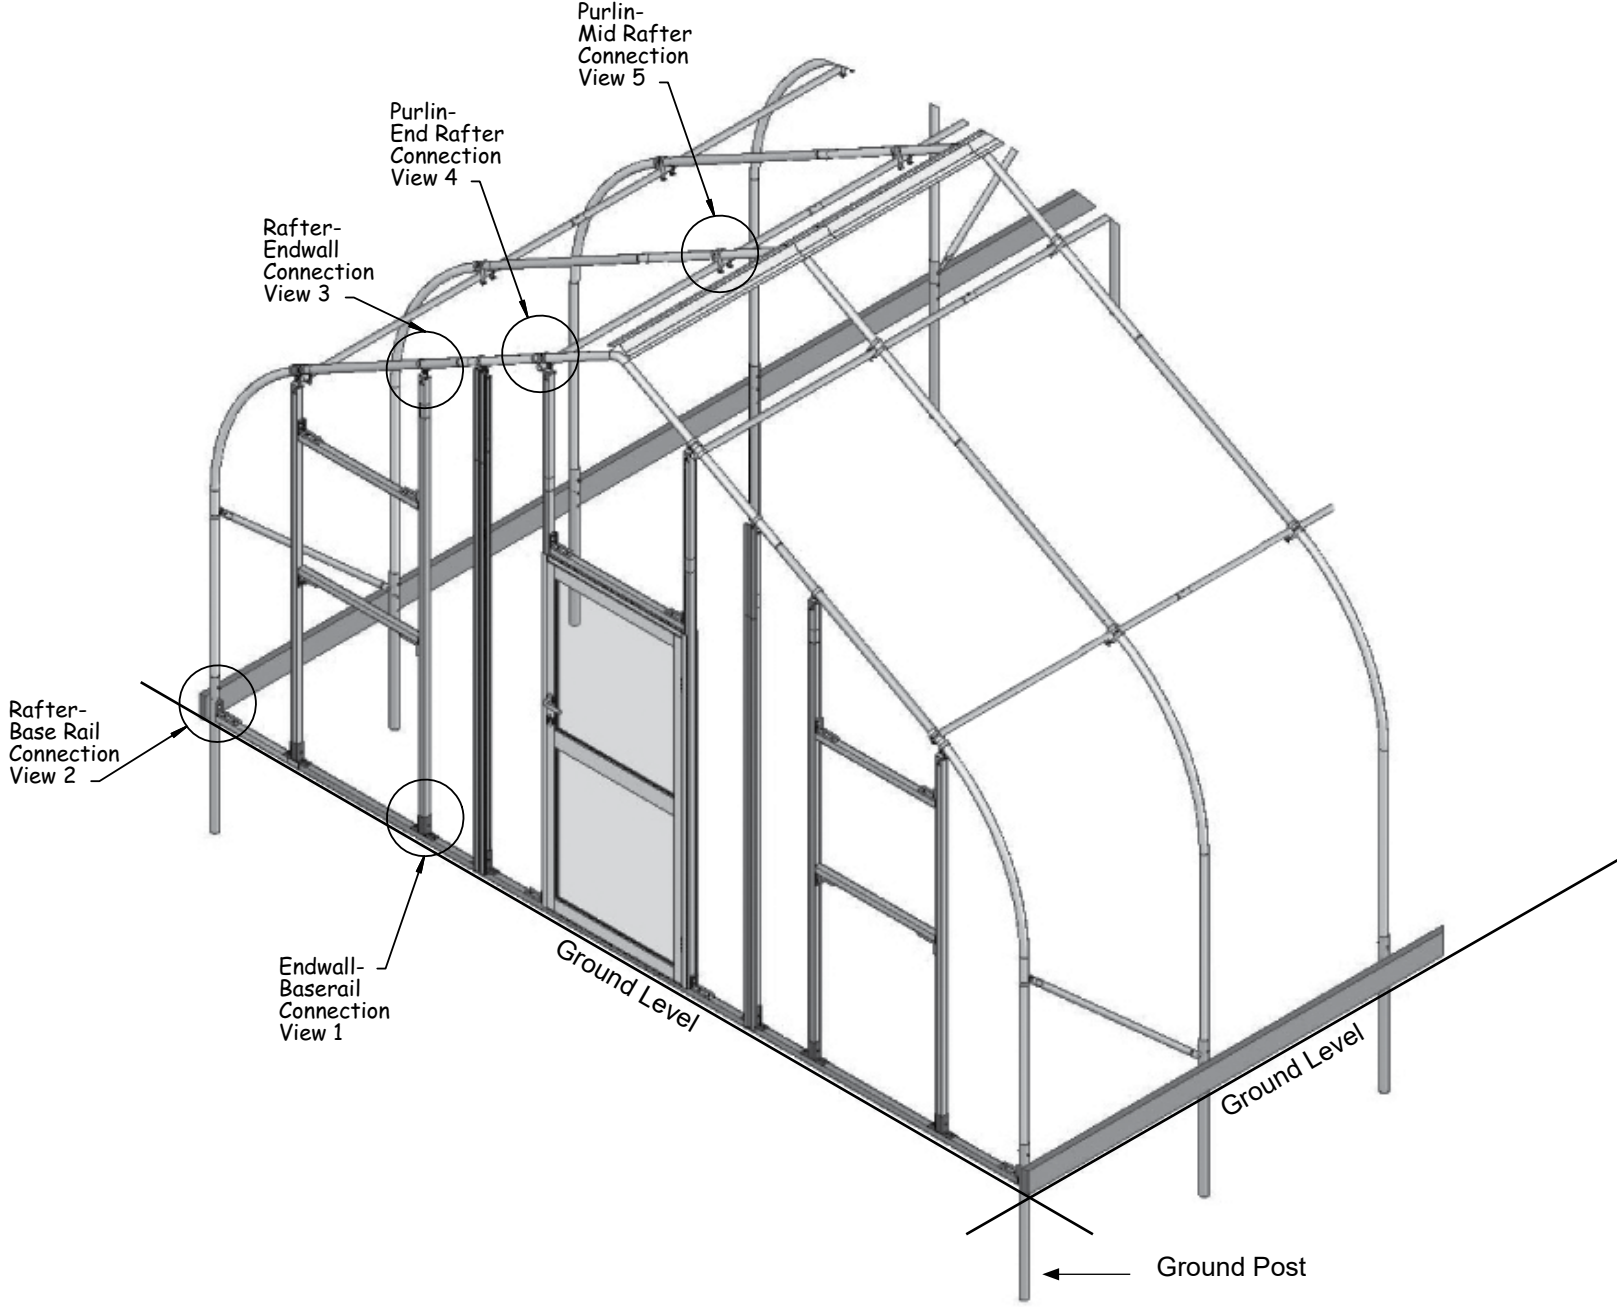 Purlin-
Mid Rafter
Connection
View 5
Purlin-
End Rafter
Connection
View 4
Rafter-
Endwall
Connection
View 3
Rafter-
Base Rail
Connection
View 2
Endwall-
Baserail
Connection
View 1
Ground Level
Ground Level
Ground Post